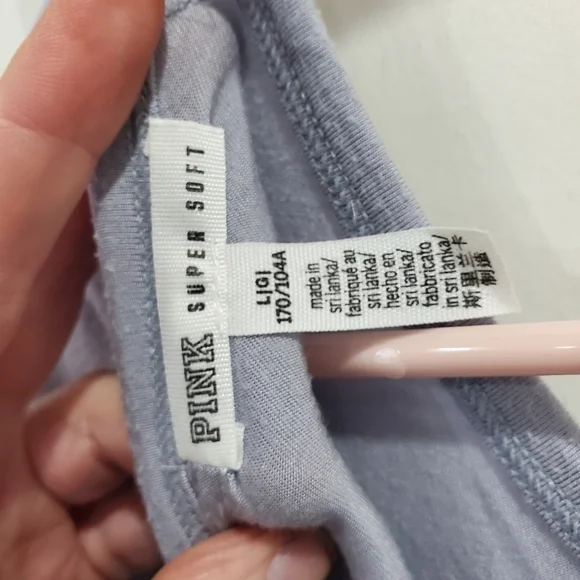 PINK SUPER SOFT
L|G|
170/104A
made in
sri lanka/
fabriqué au
sri lanka/
hecho en
sri lanka/
fabbricato
in sri lanka/
斯里兰卡
制造